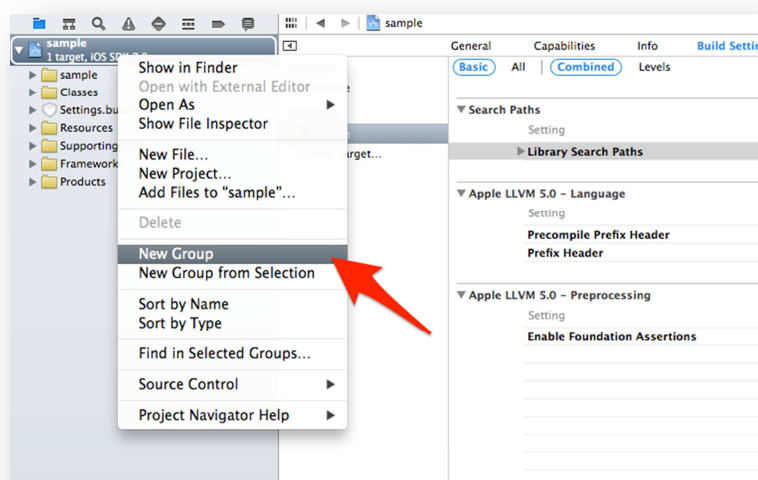 sample
sample
1 target, iOS SDK 7.0
sample
Classes
Settings.bu
Resources
Supporting
Framework
Products
Show in Finder
Open with External Editor
Open As
Show File Inspector
New File...
New Project...
Add Files to “sample”...
Delete
New Group
New Group from Selection
Sort by Name
Sort by Type
Find in Selected Groups...
Source Control
Project Navigator Help
arget...
General Capabilities Info Build Settin
Basic All Combined Levels
Search Paths
Setting
Library Search Paths
Apple LLVM 5.0 – Language
Setting
Precompile Prefix Header
Prefix Header
Apple LLVM 5.0 – Preprocessing
Setting
Enable Foundation Assertions